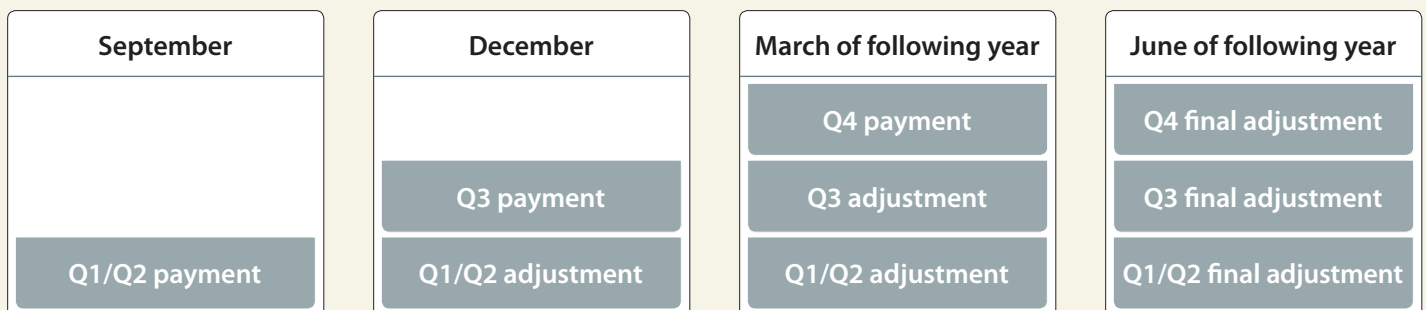 September
Q1/Q2 payment
December
Q3 payment
Q1/Q2 adjustment
March of following year
Q4 payment
Q3 adjustment
Q1/Q2 adjustment
June of following year
Q4 final adjustment
Q3 final adjustment
Q1/Q2 final adjustment